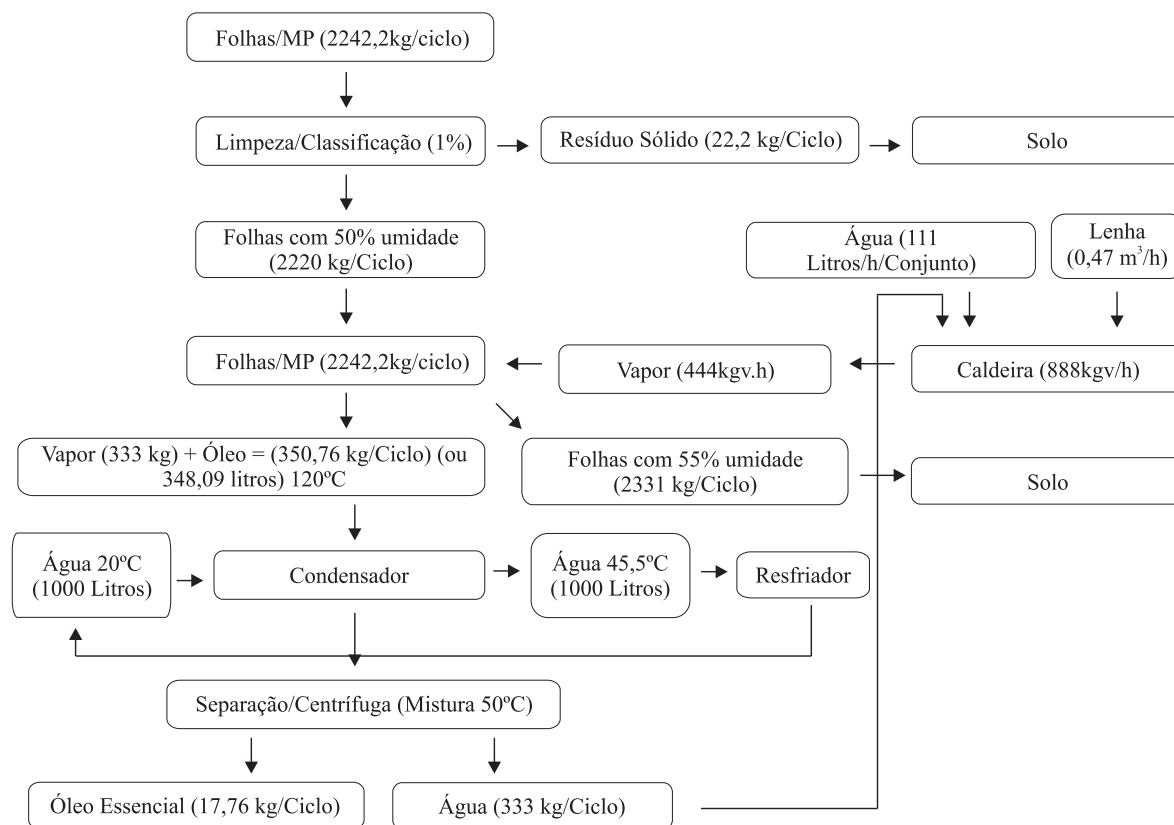 Folhas/MP (2242,2kg/ciclo)
Limpeza/Classificação (1%)
Resíduo Sólido (22,2 kg/Ciclo)
Solo
Folhas com 50% umidade
(2220 kg/Ciclo)
Água (111
Litros/h/Conjunto)
Lenha
(0,47 m³/h)
Folhas/MP (2242,2kg/ciclo)
Vapor (444kgv.h)
Caldeira (888kgv/h)
Vapor (333 kg) + Óleo = (350,76 kg/Ciclo) (ou
348,09 litros) 120ºC
Folhas com 55% umidade
(2331 kg/Ciclo)
Solo
Água 20ºC
(1000 Litros)
Condensador
Água 45,5ºC
(1000 Litros)
Resfriador
Separação/Centrífuga (Mistura 50ºC)
Óleo Essencial (17,76 kg/Ciclo)
Água (333 kg/Ciclo)